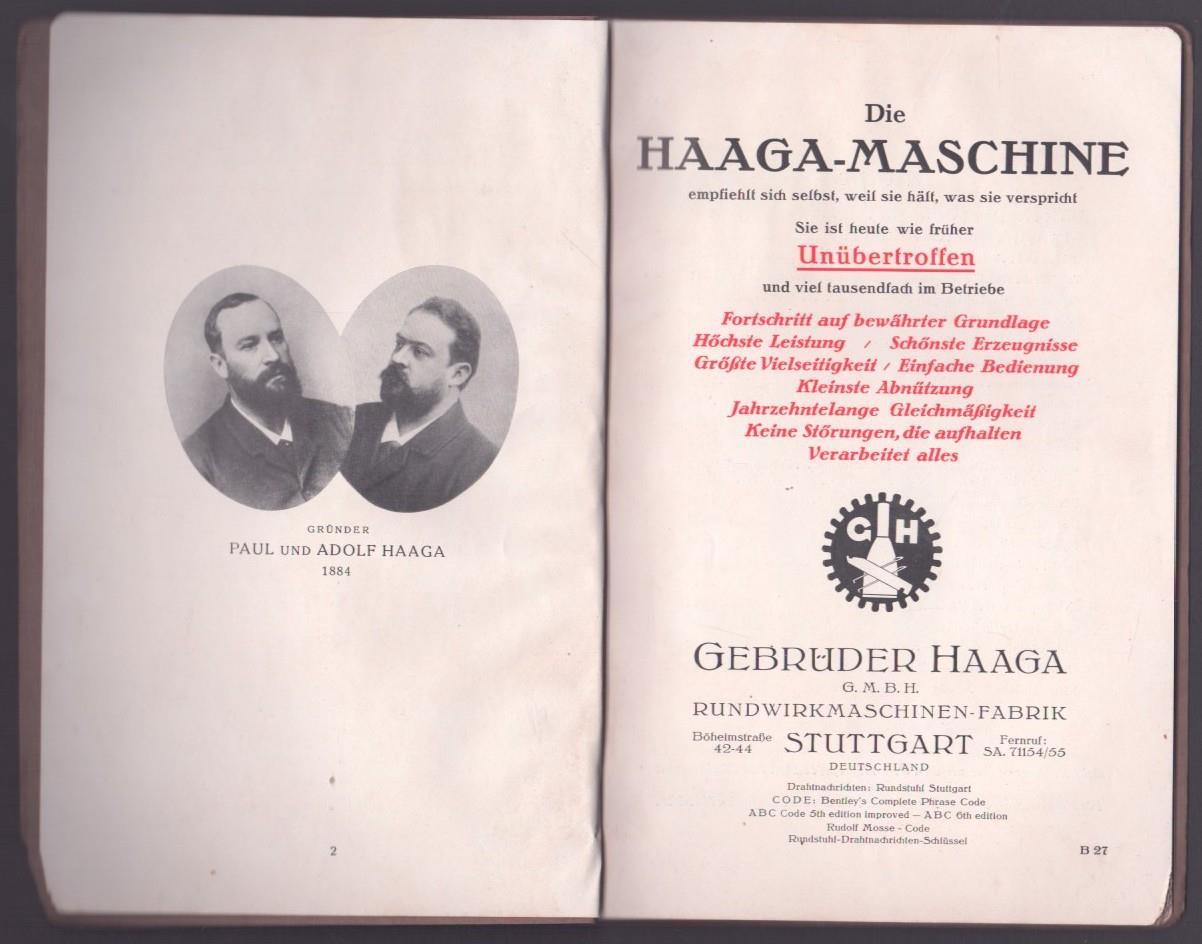 GRÜNDER
PAUL UND ADOLF HAAGA
1884
2
Die
HAAGA-MASCHINE
empfiehlt sich selbst, weil sie hält, was sie verspricht
Sie ist heute wie früher
Unübertroffen
und viel tausendfach im Betriebe
Fortschritt auf bewährter Grundlage
Höchste Leistung / Schönste Erzeugnisse
Größte Vielseitigkeit / Einfache Bedienung
Kleinste Abnützung
Jahrzehntelange Gleichmäßigkeit
Keine Störungen, die aufhalten
Verarbeitet alles
G H
GEBRÜDER HAAGA
G. M. B. H.
RUNDWIRKMASCHINEN-FABRIK
Böheimstraße 42-44 STUTTGART Fernruf: SA. 71154/55
DEUTSCHLAND
Drahtnachrichten: Rundstuhl Stuttgart
CODE: Bentley's Complete Phrase Code
ABC Code 5th edition improved — ABC 6th edition
Rudolf Mosse - Code
Rundstuhl-Drahtnachrichten-Schlüssel
B 27